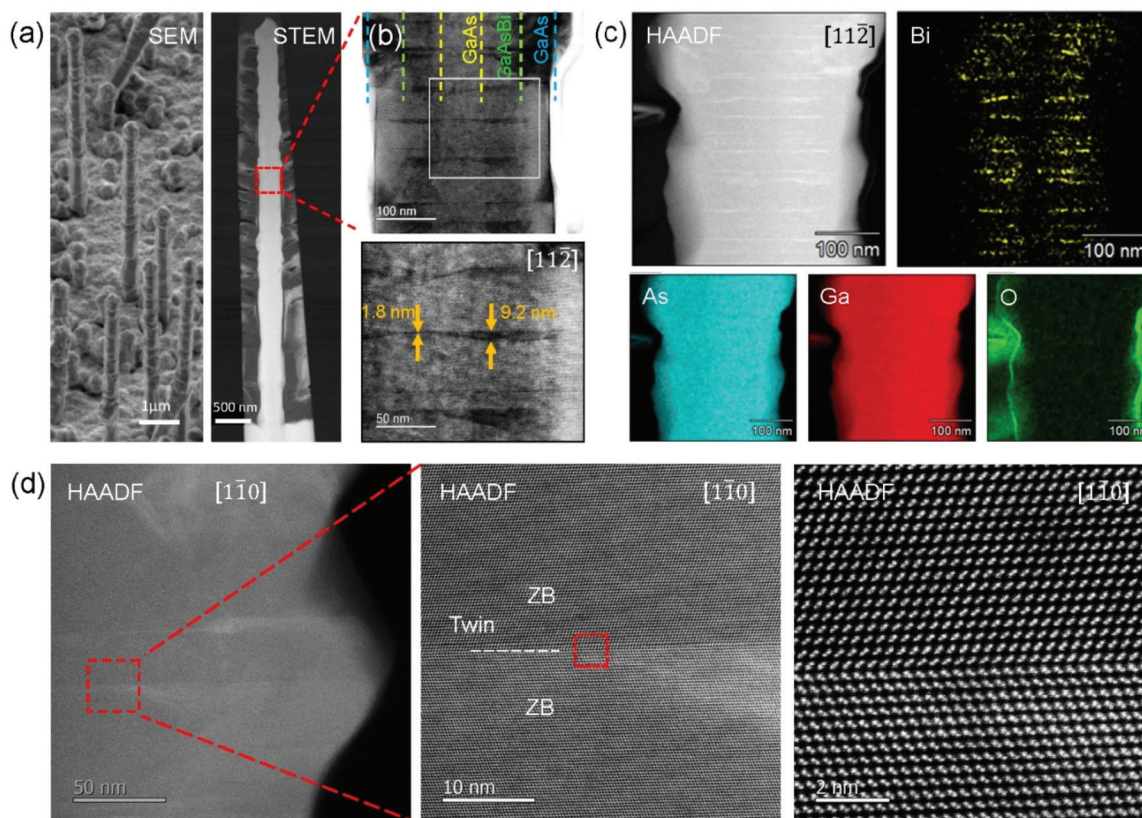 (a)
SEM
1μm
STEM
500 nm
(b)
GaAs
GaAsBi
GaAs
100 nm
[112̄]
1.8 nm
9.2 nm
50 nm
(c)
HAADF
[112̄]
100 nm
Bi
100 nm
As
100 nm
Ga
100 nm
O
100 nm
(d)
HAADF
[11̄0]
50 nm
HAADF
[11̄0]
ZB
Twin
ZB
10 nm
HAADF
[11̄0]
2 nm